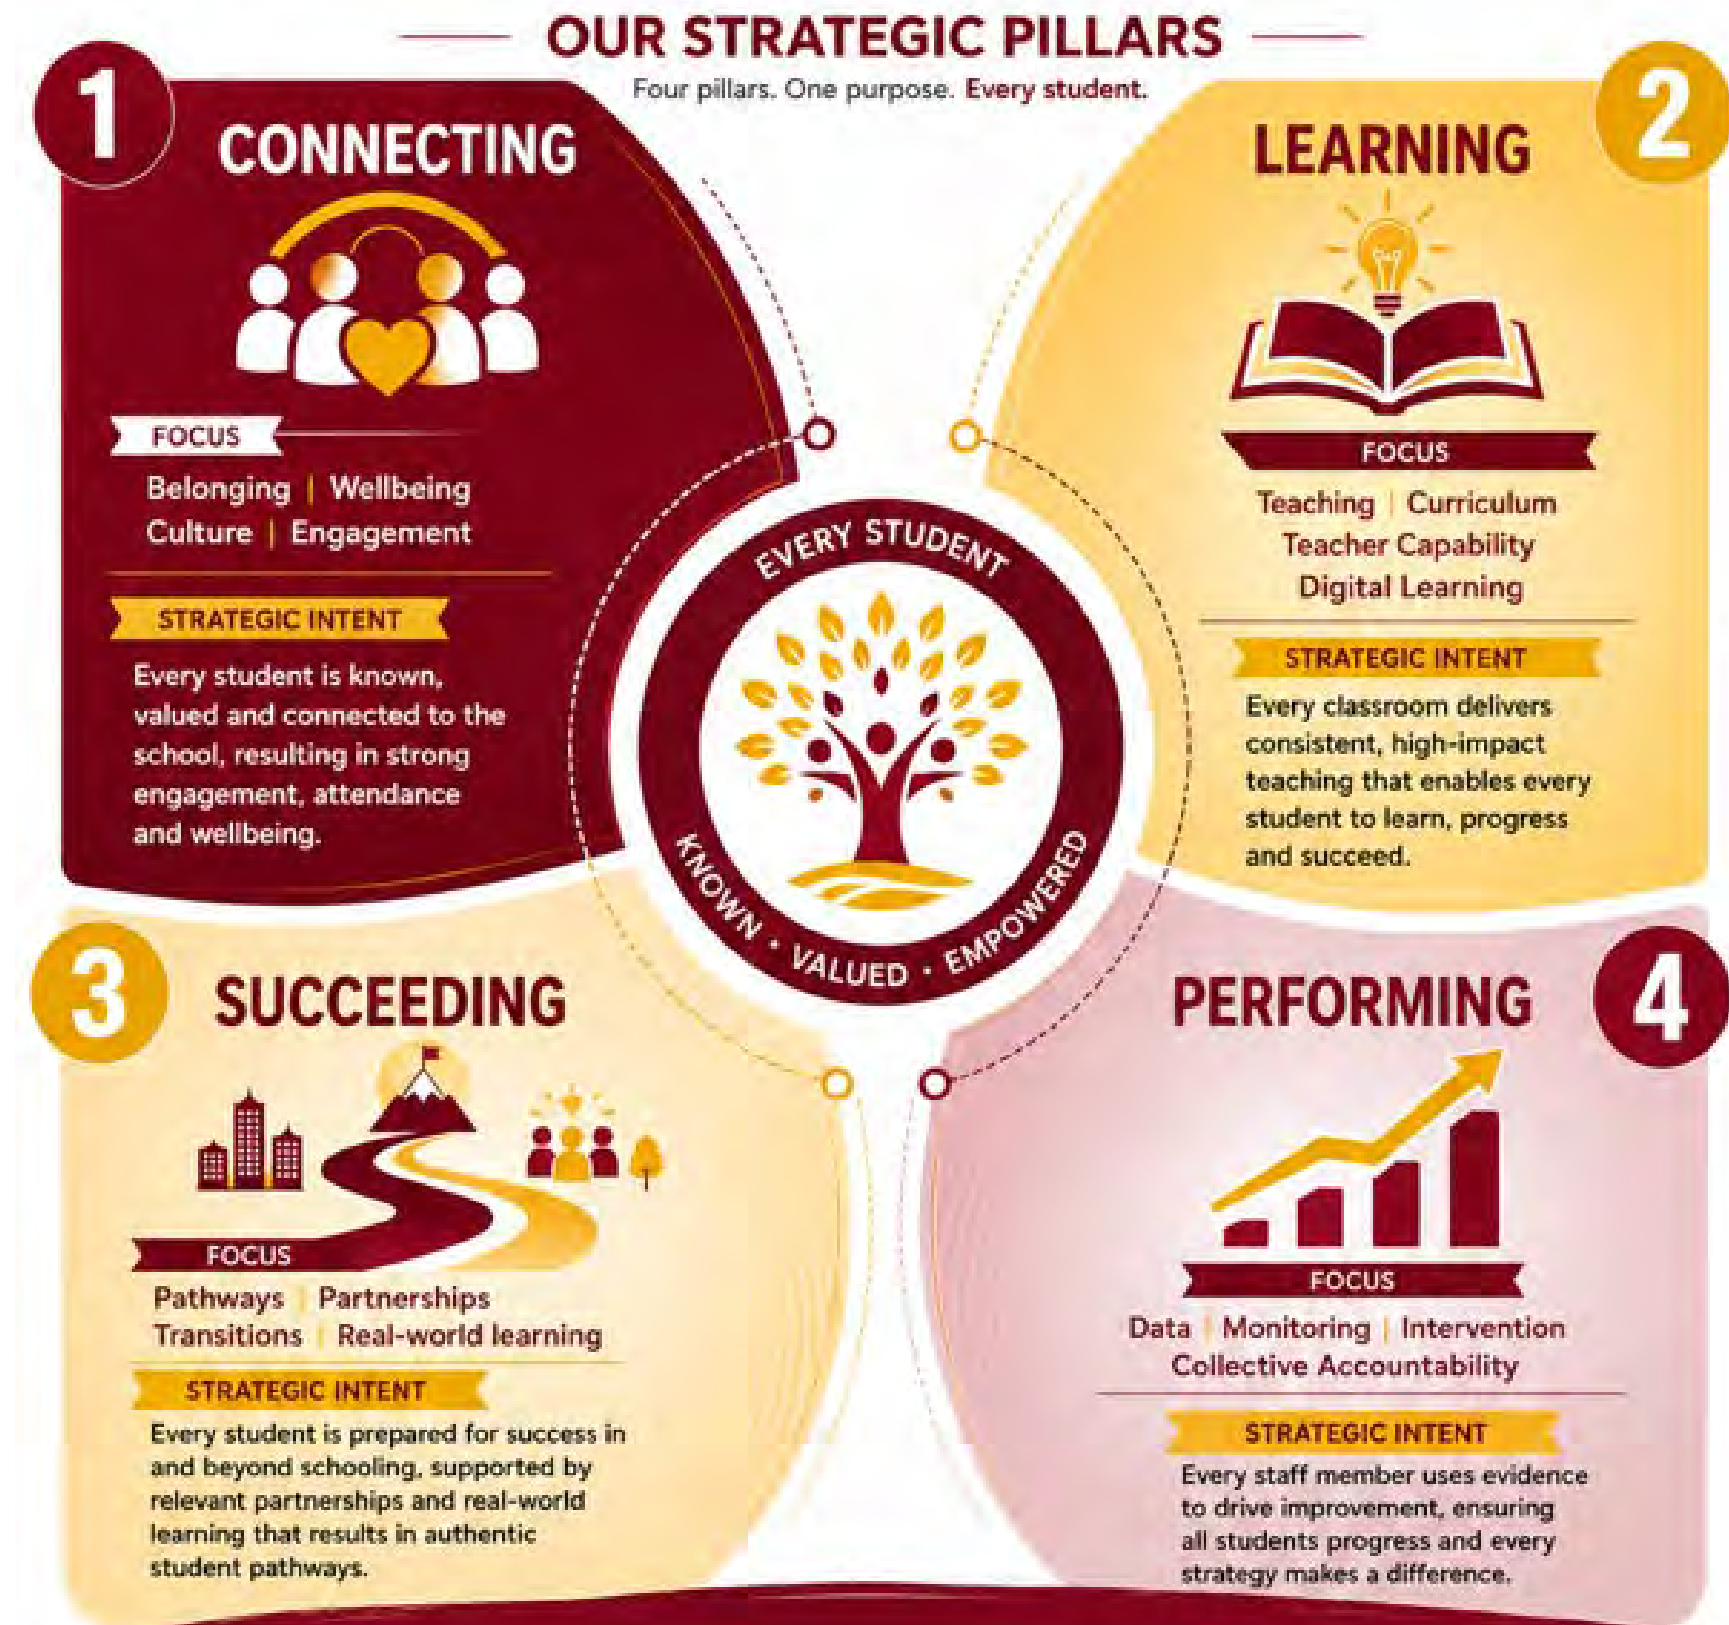 OUR STRATEGIC PILLARS
Four pillars. One purpose. Every student.
1
CONNECTING
FOCUS
Belonging | Wellbeing
Culture | Engagement
STRATEGIC INTENT
Every student is known,
valued and connected to the
school, resulting in strong
engagement, attendance
and wellbeing.
2
LEARNING
FOCUS
Teaching | Curriculum
Teacher Capability
Digital Learning
STRATEGIC INTENT
Every classroom delivers
consistent, high-impact
teaching that enables every
student to learn, progress
and succeed.
EVERY STUDENT
KNOWN • VALUED • EMPOWERED
3
SUCCEEDING
FOCUS
Pathways | Partnerships
Transitions | Real-world learning
STRATEGIC INTENT
Every student is prepared for success in
and beyond schooling, supported by
relevant partnerships and real-world
learning that results in authentic
student pathways.
4
PERFORMING
FOCUS
Data | Monitoring | Intervention
Collective Accountability
STRATEGIC INTENT
Every staff member uses evidence
to drive improvement, ensuring
all students progress and every
strategy makes a difference.